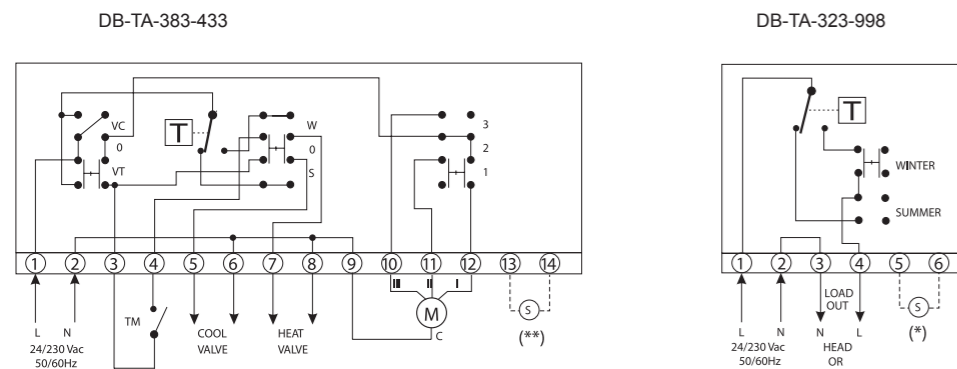 DB-TA-383-433
VC
0
VT
T
W
0
S
3
2
1
1 2 3 4 5 6 7 8 9 10 11 12 13 14
III II I
L N
24/230 Vac
50/60Hz
TM
COOL
VALVE
HEAT
VALVE
M
C
S
(**)
DB-TA-323-998
T
WINTER
SUMMER
1 2 3 4 5 6
LOAD
OUT
L N N L
24/230 Vac
50/60Hz
HEAD
OR
S
(*)